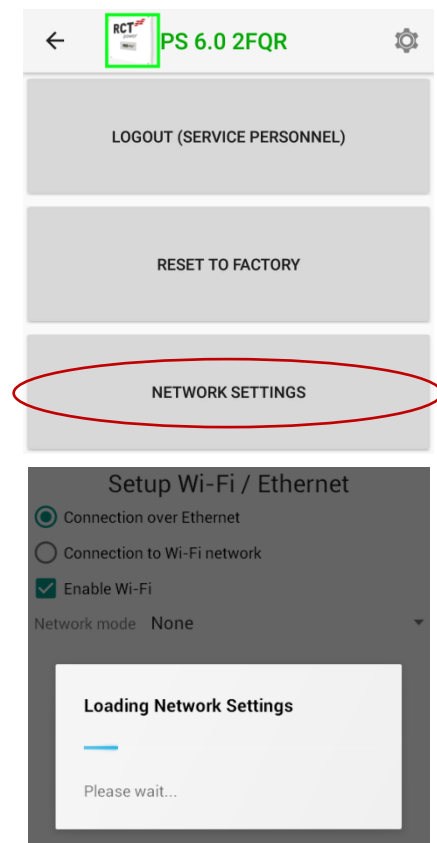 RCT
power
PS 6.0 2FQR
LOGOUT (SERVICE PERSONNEL)
RESET TO FACTORY
NETWORK SETTINGS
Setup Wi-Fi / Ethernet
Connection over Ethernet
Connection to Wi-Fi network
Enable Wi-Fi
Network mode None
Loading Network Settings
Please wait...